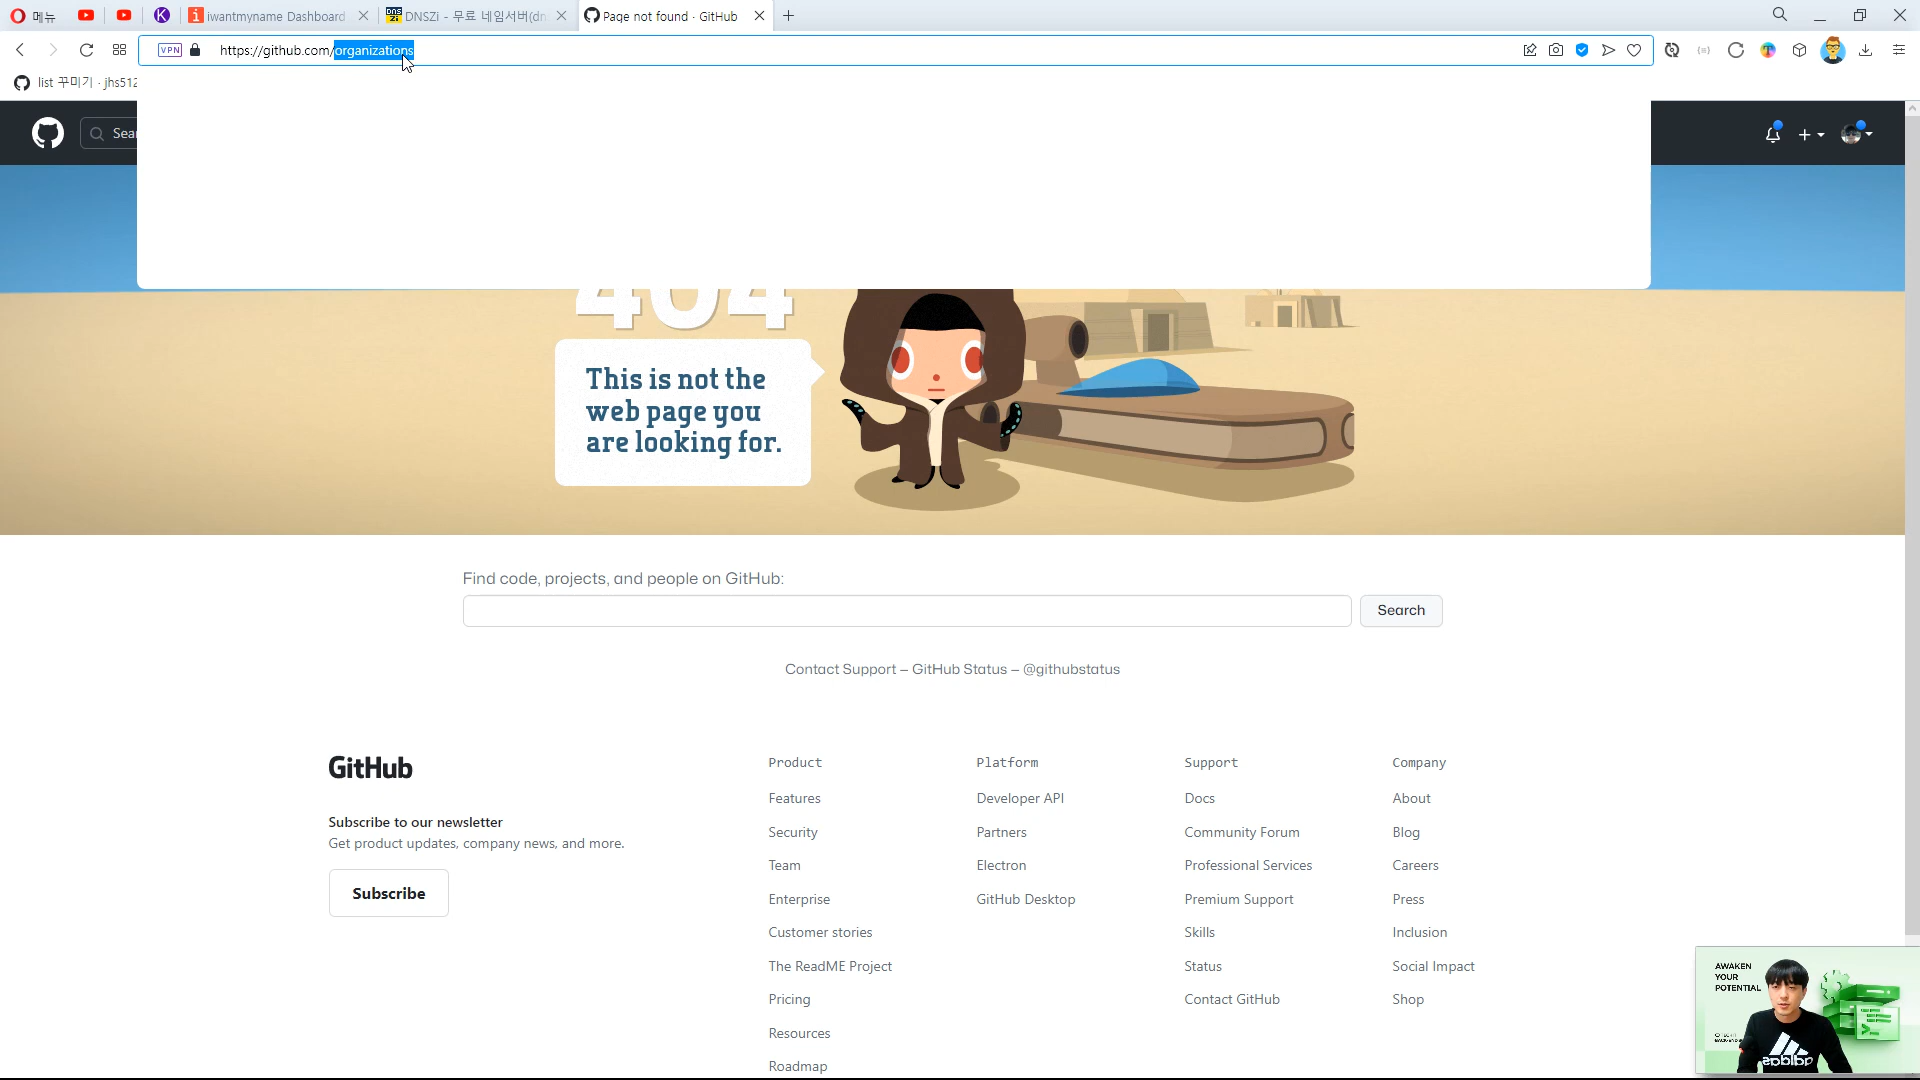 메뉴
iwantmyname Dashboard
DNSZi - 무료 네임서버(dn
Page not found · GitHub
VPN
https://github.com/organizations
list 꾸미기 · jhs512
Sear
404
This is not the
web page you
are looking for.
Find code, projects, and people on GitHub:
Search
Contact Support — GitHub Status — @githubstatus
GitHub
Subscribe to our newsletter
Get product updates, company news, and more.
Subscribe
Product
Features
Security
Team
Enterprise
Customer stories
The ReadME Project
Pricing
Resources
Roadmap
Platform
Developer API
Partners
Electron
GitHub Desktop
Support
Docs
Community Forum
Professional Services
Premium Support
Skills
Status
Contact GitHub
Company
About
Blog
Careers
Press
Inclusion
Social Impact
Shop
AWAKEN
YOUR
POTENTIAL
adidas